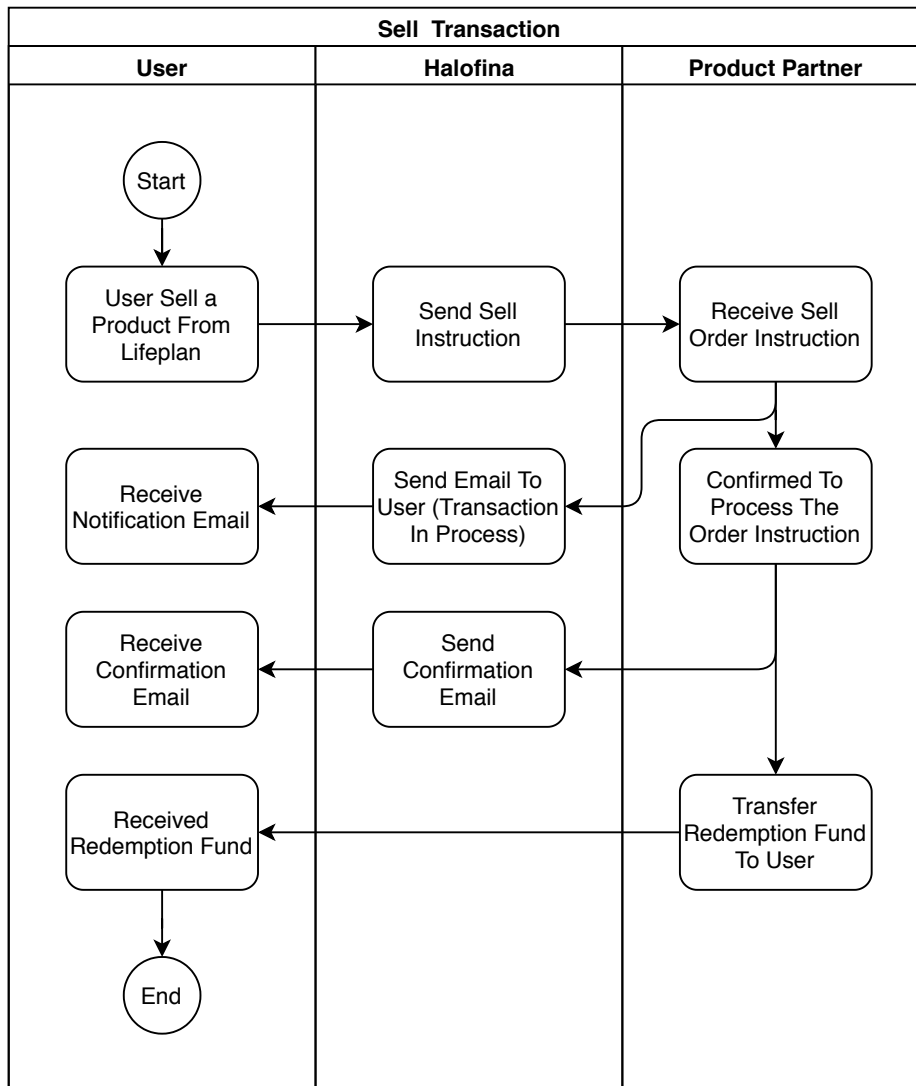 Sell Transaction
User
Halofina
Product Partner
Start
User Sell a
Product From
Lifeplan
Send Sell
Instruction
Receive Sell
Order Instruction
Receive
Notification Email
Send Email To
User (Transaction
In Process)
Confirmed To
Process The
Order Instruction
Receive
Confirmation
Email
Send
Confirmation
Email
Received
Redemption Fund
Transfer
Redemption Fund
To User
End